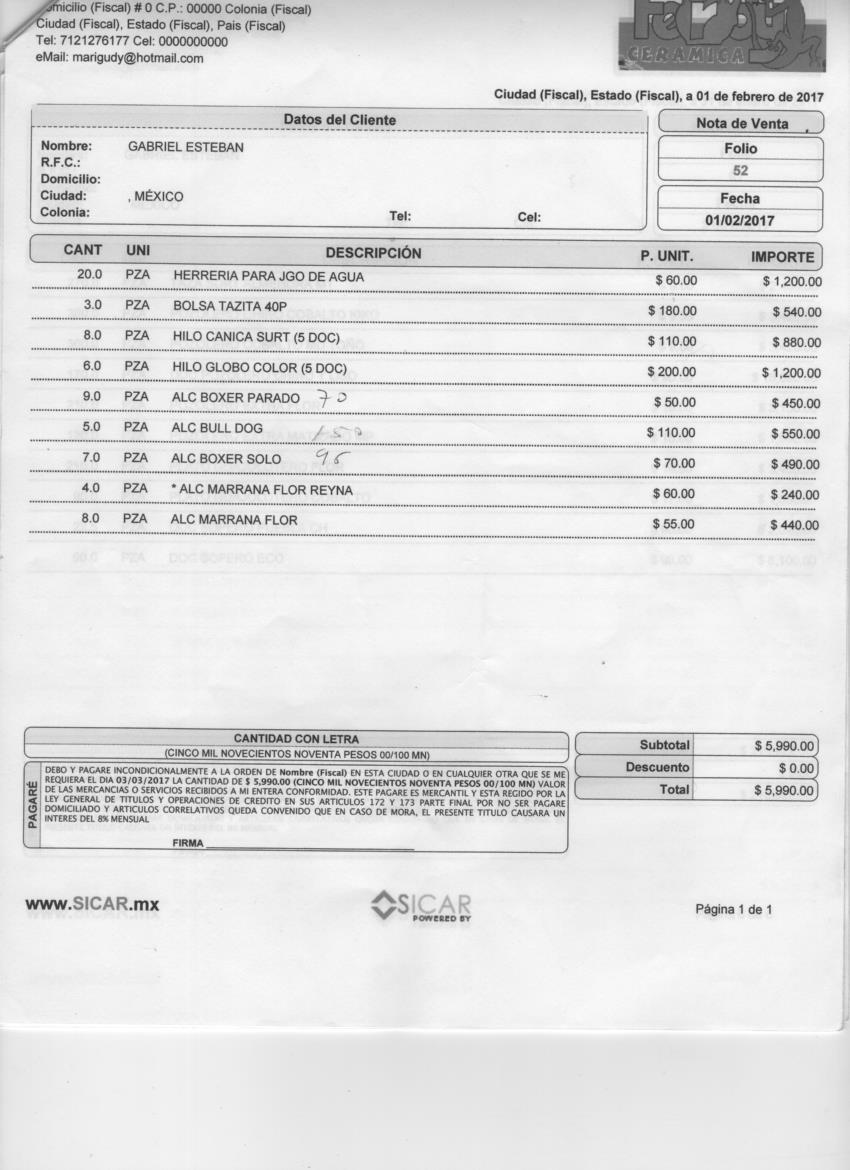 omicilio (Fiscal) # 0 C.P.: 00000 Colonia (Fiscal)
Ciudad (Fiscal), Estado (Fiscal), Pais (Fiscal)
Tel: 7121276177 Cel: 0000000000
eMail: marigudy@hotmail.com
CERAMICA
Ciudad (Fiscal), Estado (Fiscal), a 01 de febrero de 2017
Datos del Cliente
Nombre: GABRIEL ESTEBAN
R.F.C.:
Domicilio:
Ciudad: , MÉXICO
Colonia: Tel: Cel:
Nota de Venta
Folio
52
Fecha
01/02/2017
CANT UNI DESCRIPCIÓN P. UNIT. IMPORTE
20.0 PZA HERRERIA PARA JGO DE AGUA $ 60.00 $ 1,200.00
3.0 PZA BOLSA TAZITA 40P $ 180.00 $ 540.00
8.0 PZA HILO CANICA SURT (5 DOC) $ 110.00 $ 880.00
6.0 PZA HILO GLOBO COLOR (5 DOC) $ 200.00 $ 1,200.00
9.0 PZA ALC BOXER PARADO 70 $ 50.00 $ 450.00
5.0 PZA ALC BULL DOG 150 $ 110.00 $ 550.00
7.0 PZA ALC BOXER SOLO 95 $ 70.00 $ 490.00
4.0 PZA * ALC MARRANA FLOR REYNA $ 60.00 $ 240.00
8.0 PZA ALC MARRANA FLOR $ 55.00 $ 440.00
90.0 PZA DOG SOPERO ECO $ 90.00 $ 8,100.00
CANTIDAD CON LETRA
(CINCO MIL NOVECIENTOS NOVENTA PESOS 00/100 MN)
PAGARÉ
DEBO Y PAGARE INCONDICIONALMENTE A LA ORDEN DE Nombre (Fiscal) EN ESTA CIUDAD O EN CUALQUIER OTRA QUE SE ME
REQUIERA EL DIA 03/03/2017 LA CANTIDAD DE $ 5,990.00 (CINCO MIL NOVECIENTOS NOVENTA PESOS 00/100 MN) VALOR
DE LAS MERCANCIAS O SERVICIOS RECIBIDOS A MI ENTERA CONFORMIDAD. ESTE PAGARE ES MERCANTIL Y ESTA REGIDO POR LA
LEY GENERAL DE TITULOS Y OPERACIONES DE CREDITO EN SUS ARTICULOS 172 Y 173 PARTE FINAL POR NO SER PAGARE
DOMICILIADO Y ARTICULOS CORRELATIVOS QUEDA CONVENIDO QUE EN CASO DE MORA, EL PRESENTE TITULO CAUSARA UN
INTERES DEL 8% MENSUAL
FIRMA
Subtotal $ 5,990.00
Descuento $ 0.00
Total $ 5,990.00
www.SICAR.mx
SICAR
POWERED BY
Página 1 de 1